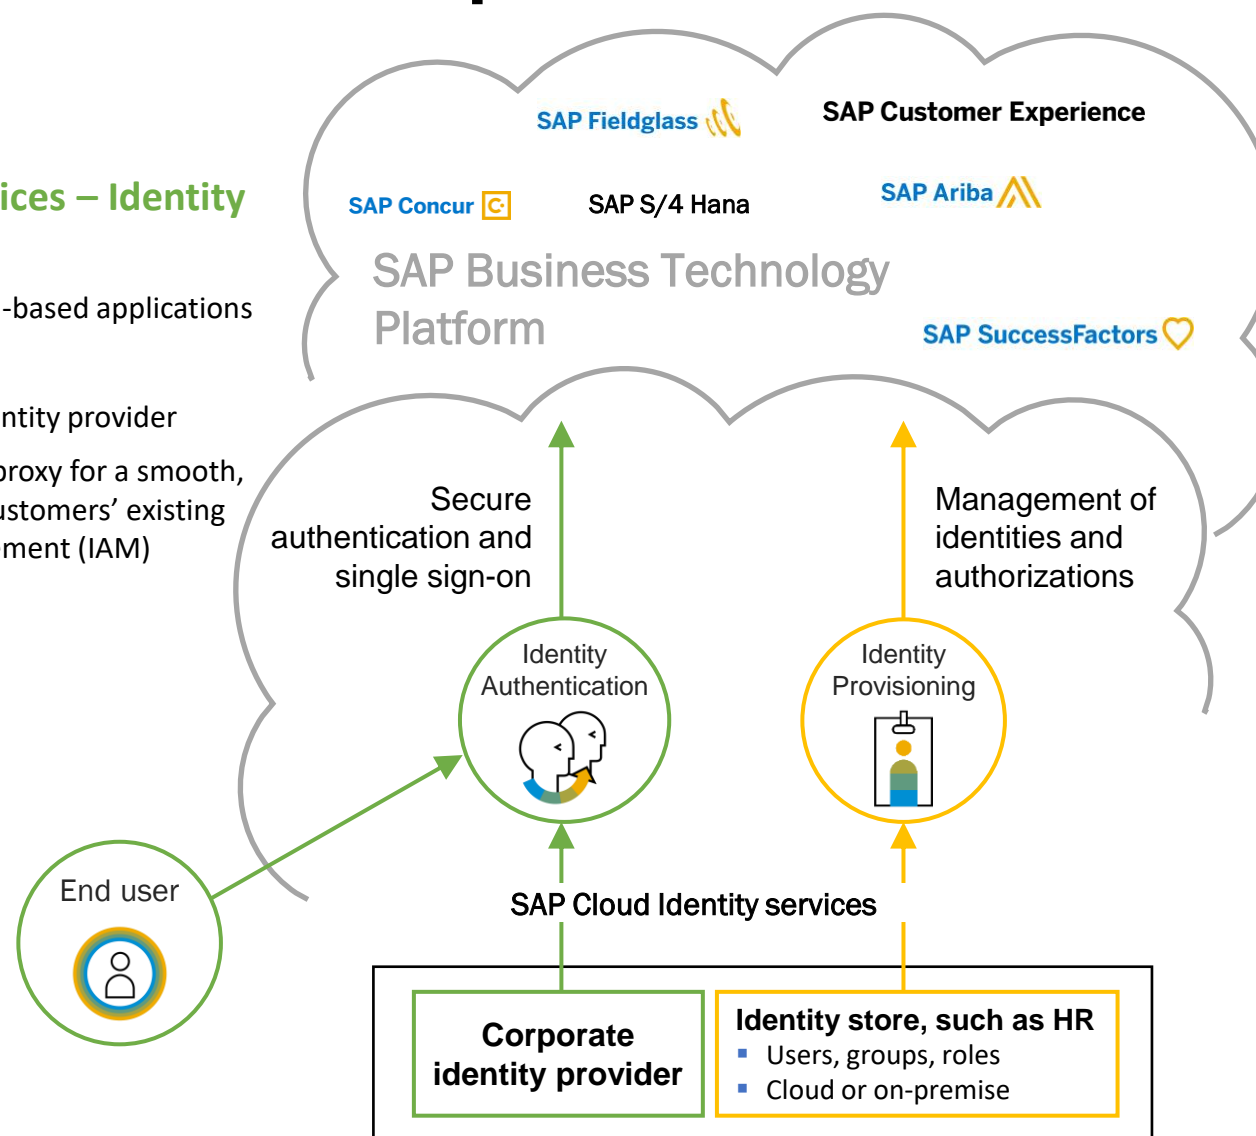 ices – Identity
-based applications
ntity provider
proxy for a smooth,
ustomers’ existing
ement (IAM)
SAP Fieldglass
SAP Customer Experience
SAP Concur
SAP S/4 Hana
SAP Ariba
SAP Business Technology
Platform
SAP SuccessFactors
Secure
authentication and
single sign-on
Management of
identities and
authorizations
Identity
Authentication
Identity
Provisioning
End user
SAP Cloud Identity services
Corporate
identity provider
Identity store, such as HR
▪ Users, groups, roles
▪ Cloud or on-premise